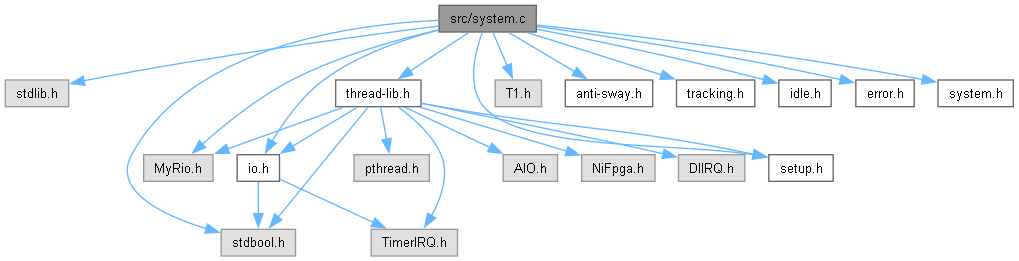 src/system.c
stdlib.h
thread-lib.h
T1.h
anti-sway.h
tracking.h
idle.h
error.h
system.h
MyRio.h
io.h
pthread.h
AIO.h
NiFpga.h
DIIRQ.h
setup.h
stdbool.h
TimerIRQ.h